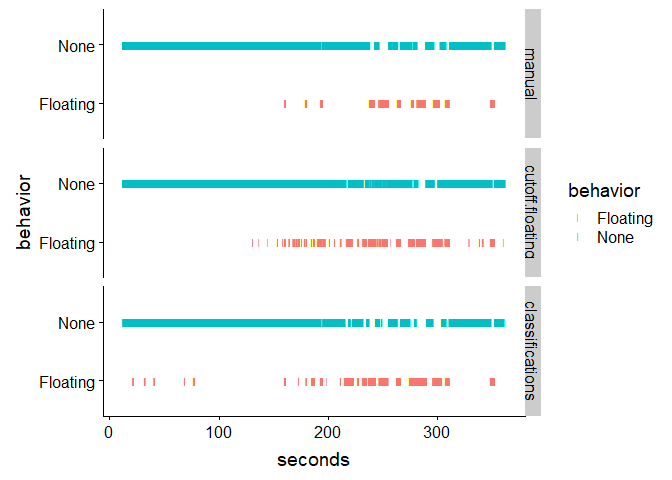 None
Floating
manual
None
Floating
cutoff.floating
None
Floating
classifications
behavior
0
100
200
300
seconds
behavior
Floating
None